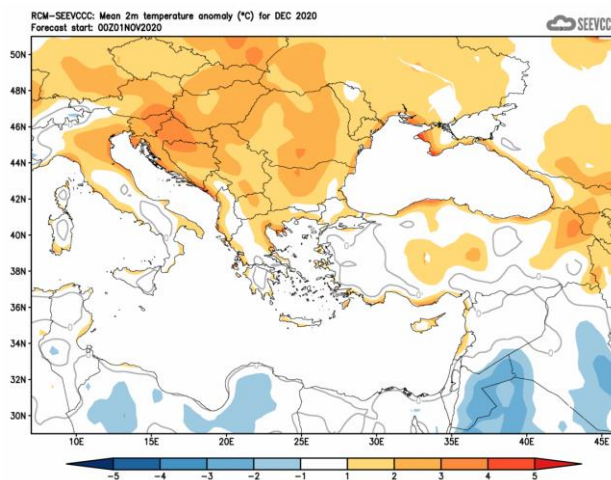 RCM-SEEVCCC: Mean 2m temperature anomaly (°C) for DEC 2020
Forecast start: 00Z01NOV2020
SEEVCCC
50N
48N
46N
44N
42N
40N
38N
36N
34N
32N
30N
10E 15E 20E 25E 30E 35E 40E 45E
-5 -4 -3 -2 -1 1 2 3 4 5